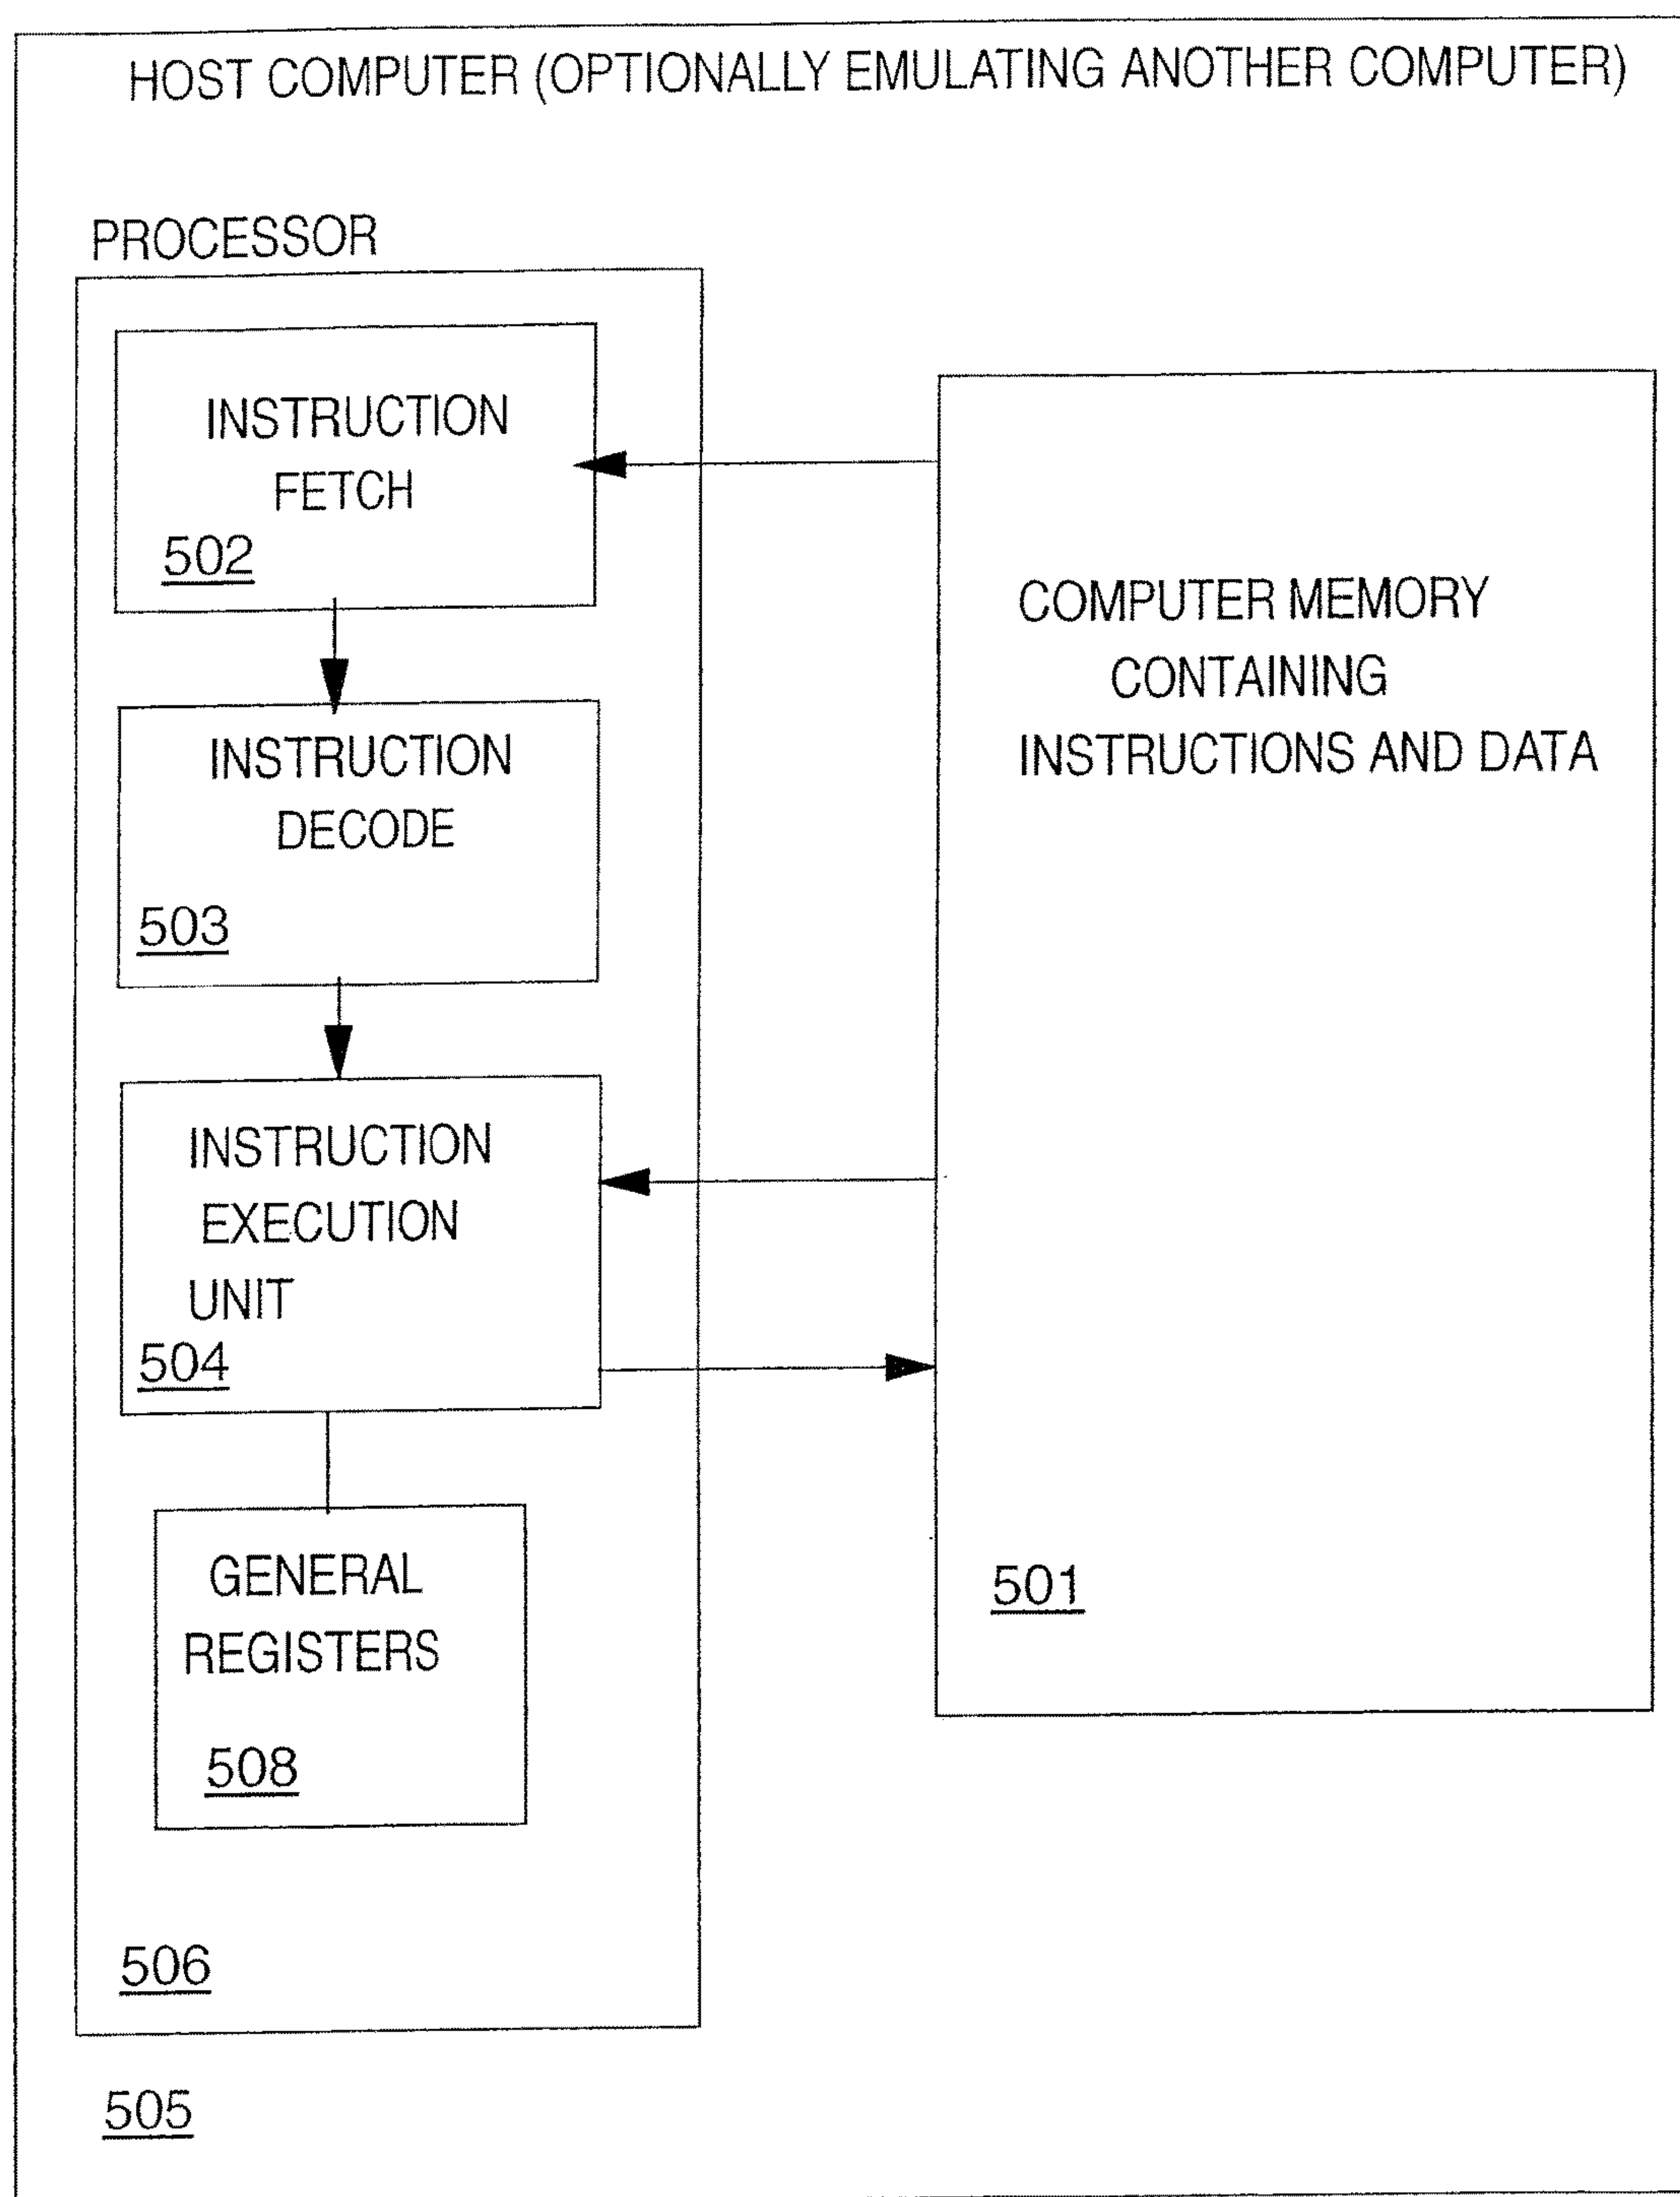 HOST COMPUTER (OPTIONALLY EMULATING ANOTHER COMPUTER)
PROCESSOR
INSTRUCTION
FETCH
502
INSTRUCTION
DECODE
503
INSTRUCTION
EXECUTION
UNIT
504
GENERAL
REGISTERS
508
506
505
COMPUTER MEMORY
CONTAINING
INSTRUCTIONS AND DATA
501